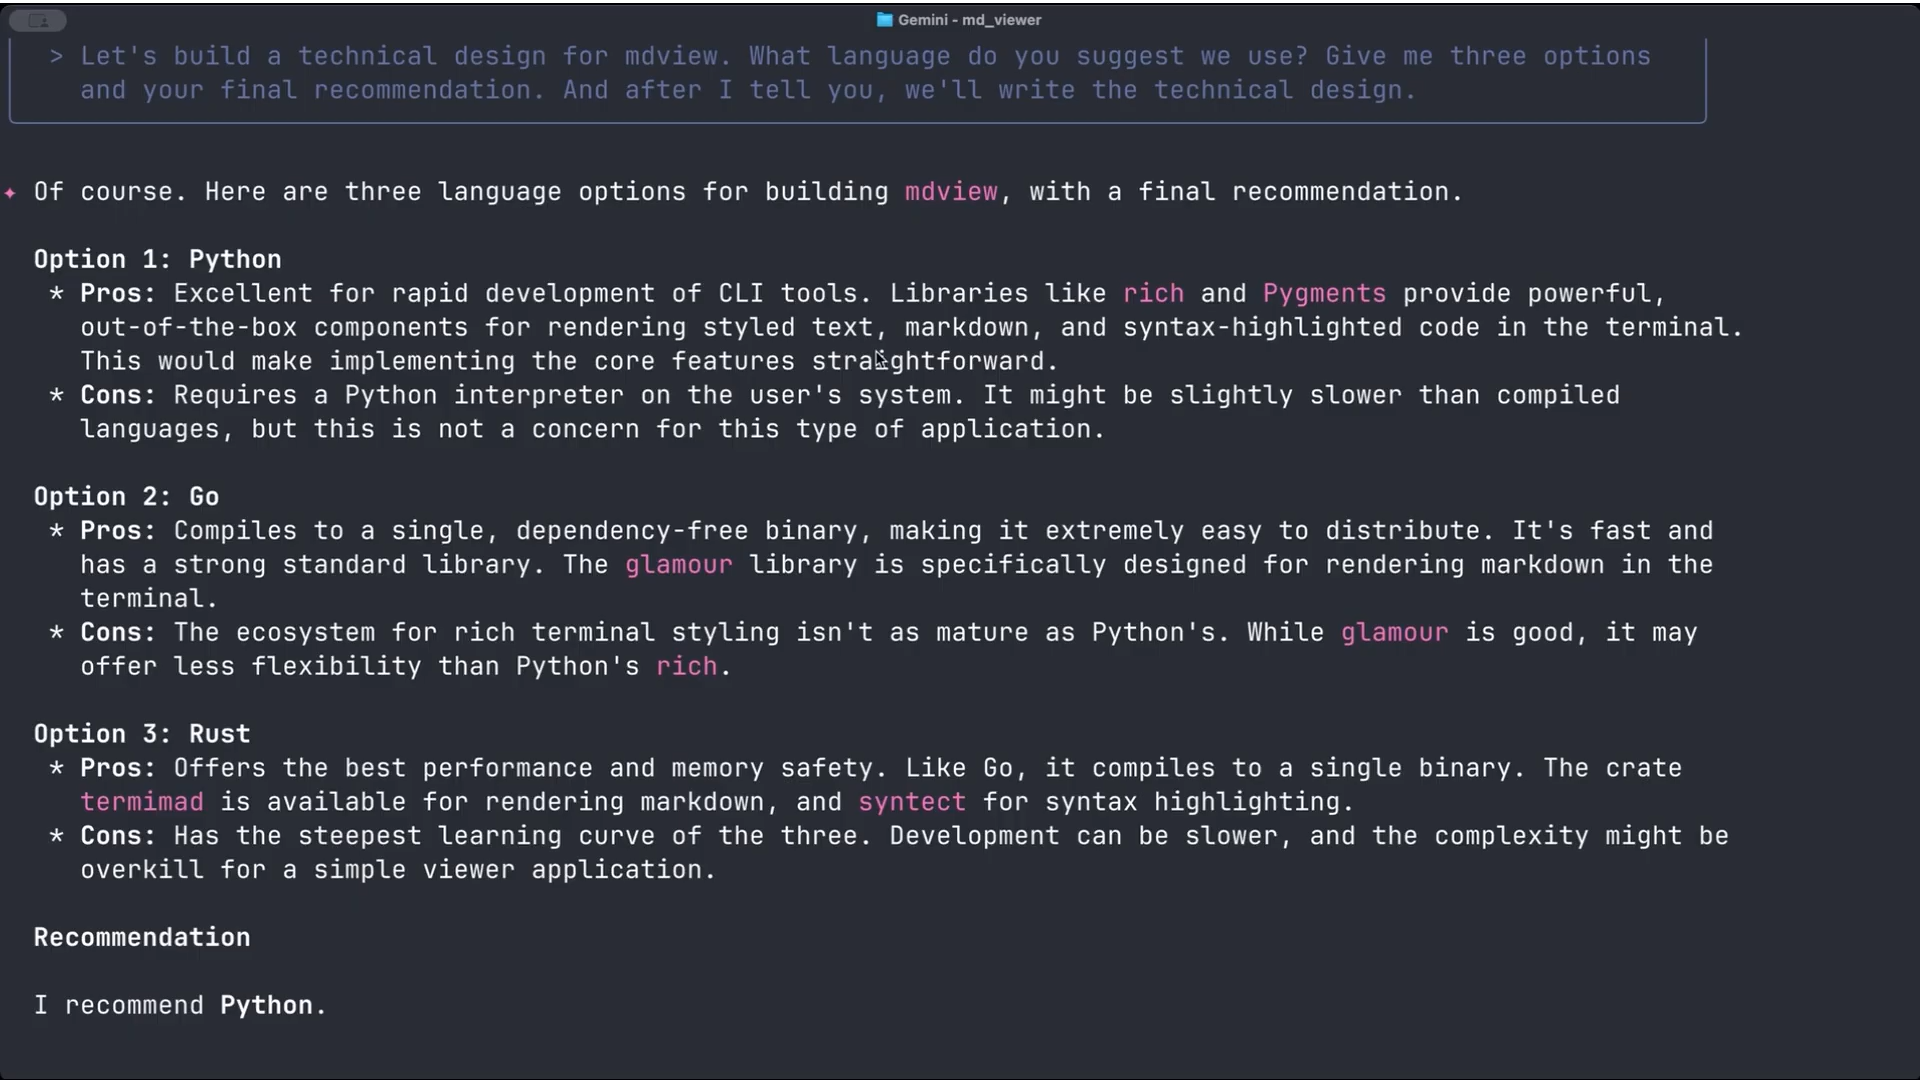 Gemini - md_viewer
> Let's build a technical design for mdview. What language do you suggest we use? Give me three options
and your final recommendation. And after I tell you, we'll write the technical design.
✦ Of course. Here are three language options for building mdview, with a final recommendation.
Option 1: Python
* Pros: Excellent for rapid development of CLI tools. Libraries like rich and Pygments provide powerful,
out-of-the-box components for rendering styled text, markdown, and syntax-highlighted code in the terminal.
This would make implementing the core features straightforward.
* Cons: Requires a Python interpreter on the user's system. It might be slightly slower than compiled
languages, but this is not a concern for this type of application.
Option 2: Go
* Pros: Compiles to a single, dependency-free binary, making it extremely easy to distribute. It's fast and
has a strong standard library. The glamour library is specifically designed for rendering markdown in the
terminal.
* Cons: The ecosystem for rich terminal styling isn't as mature as Python's. While glamour is good, it may
offer less flexibility than Python's rich.
Option 3: Rust
* Pros: Offers the best performance and memory safety. Like Go, it compiles to a single binary. The crate
termimad is available for rendering markdown, and syntect for syntax highlighting.
* Cons: Has the steepest learning curve of the three. Development can be slower, and the complexity might be
overkill for a simple viewer application.
Recommendation
I recommend Python.